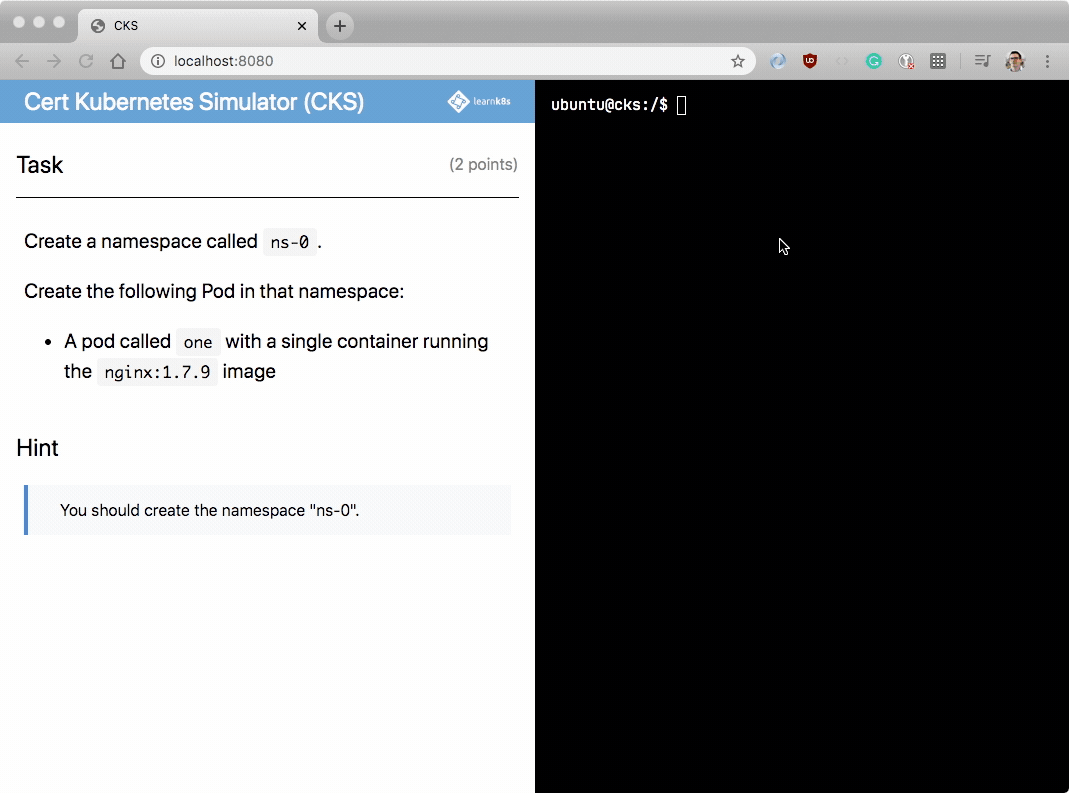 CKS
localhost:8080
Cert Kubernetes Simulator (CKS)
learnk8s
ubuntu@cks:/$
Task
(2 points)
Create a namespace called ns-0.
Create the following Pod in that namespace:
• A pod called one with a single container running
the nginx:1.7.9 image
Hint
You should create the namespace "ns-0".